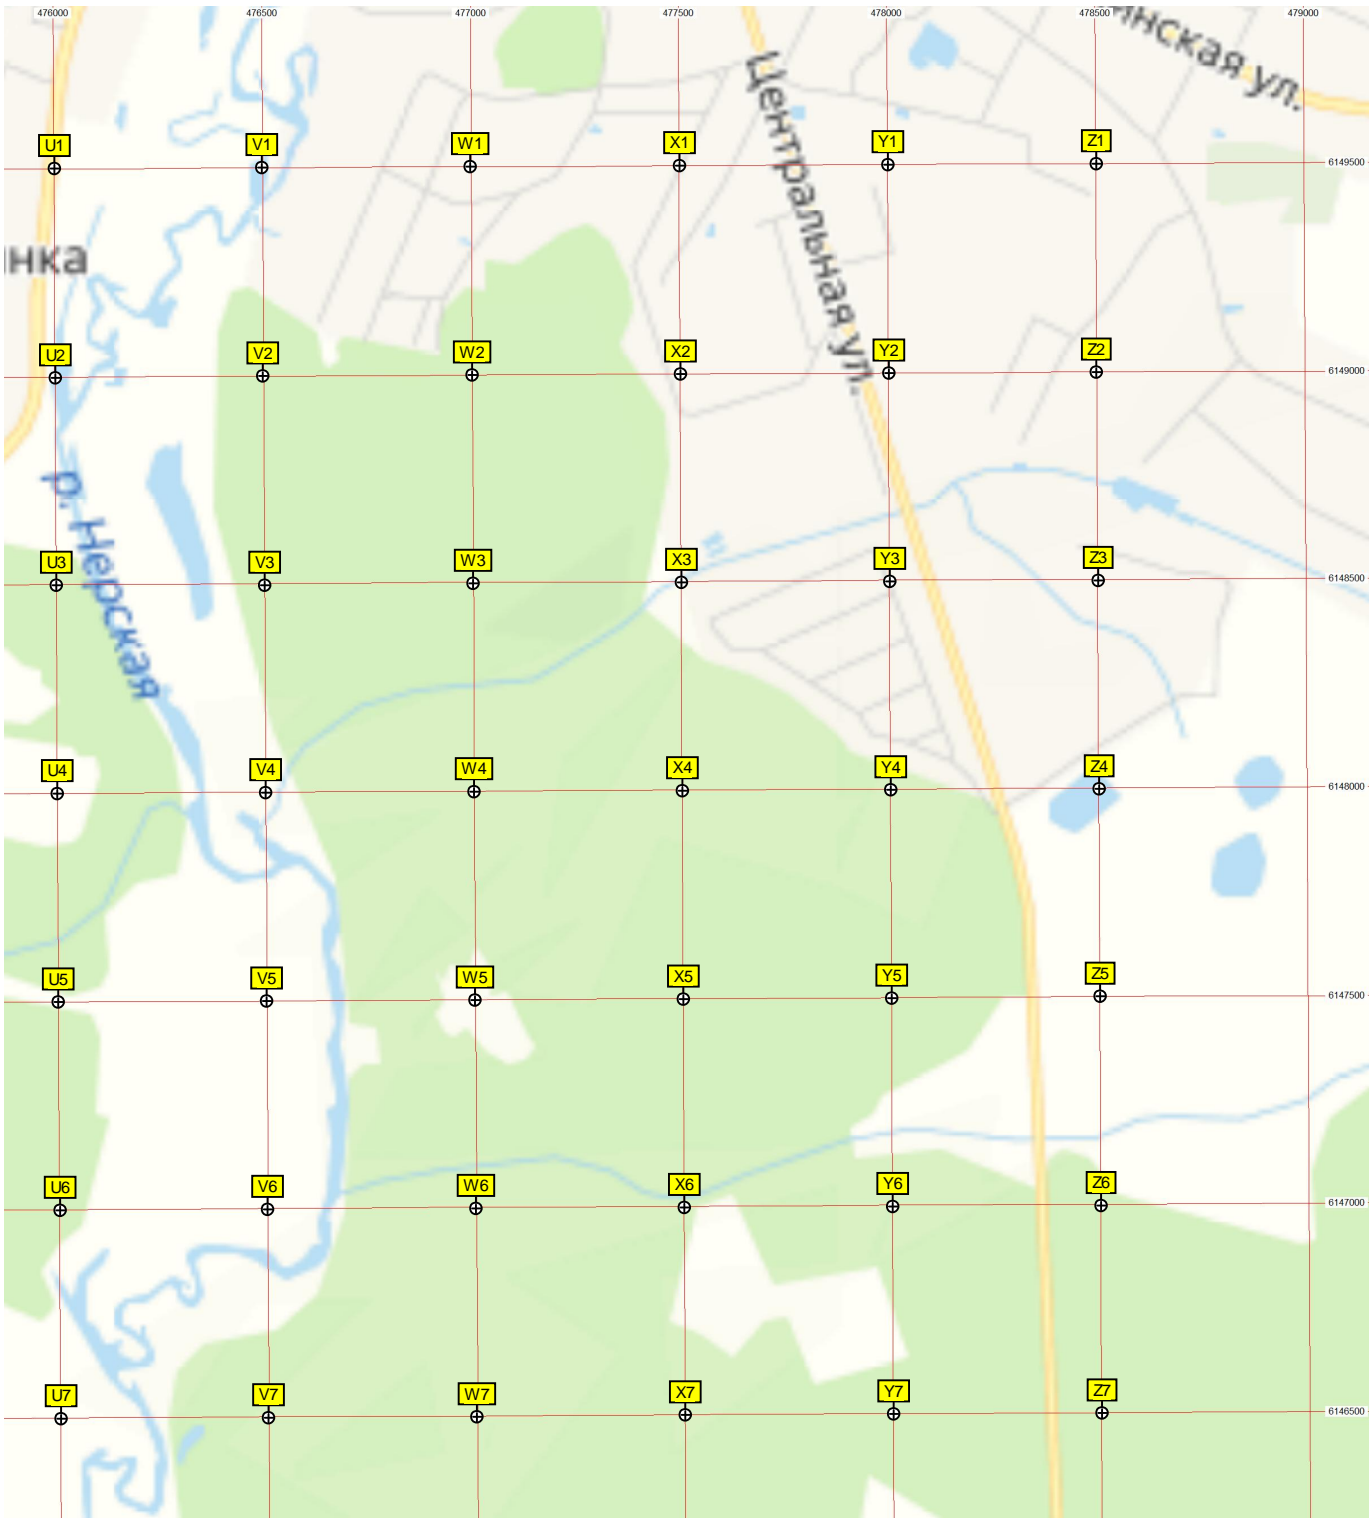 476000 476500 477000 477500 478000 478500 479000
нская ул.
Центральная ул.
U1 V1 W1 X1 Y1 Z1
6149500
нка
U2 V2 W2 X2 Y2 Z2
6149000
р. Нерская
U3 V3 W3 X3 Y3 Z3
6148500
U4 V4 W4 X4 Y4 Z4
6148000
U5 V5 W5 X5 Y5 Z5
6147500
U6 V6 W6 X6 Y6 Z6
6147000
U7 V7 W7 X7 Y7 Z7
6146500